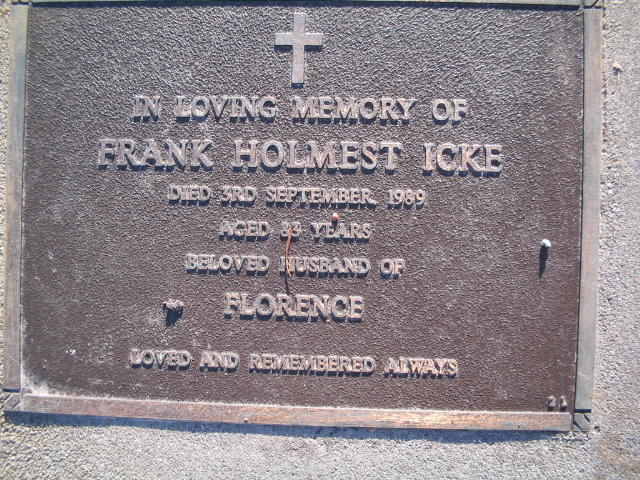 IN LOVING MEMORY OF
FRANK HOLMEST ICKE
DIED 3RD SEPTEMBER, 1989
AGED YEARS
BELOVED HUSBAND OF
FLORENCE
LOVED AND REMEMBERED ALWAYS